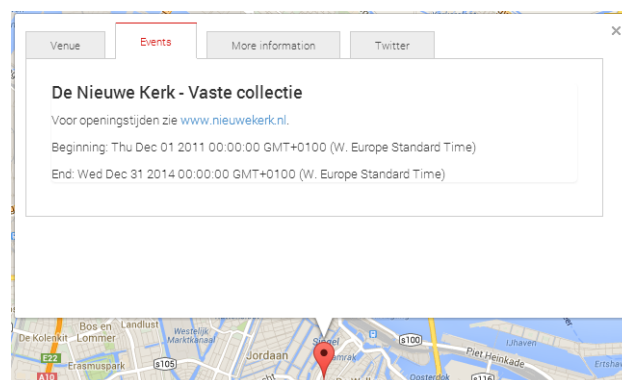 Venue
Events
More information
Twitter
×
De Nieuwe Kerk - Vaste collectie
Voor openingstijden zie www.nieuwekerk.nl.
Beginning: Thu Dec 01 2011 00:00:00 GMT+0100 (W. Europe Standard Time)
End: Wed Dec 31 2014 00:00:00 GMT+0100 (W. Europe Standard Time)
Bos en
Lommer
Landlust
De Kolenkit
Westelijk
Marktkanaal
Singel
s100
IJhaven
Piet Heinkade
E22
Erasmuspark
s105
Jordaan
A10
Oosterdok
s116